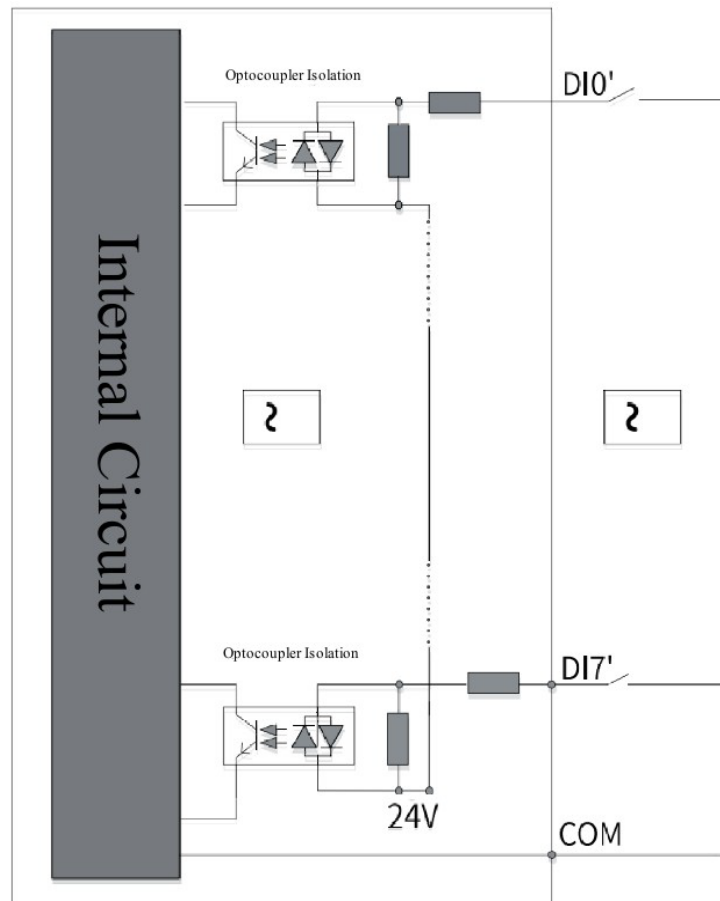 Optocoupler Isolation
DI0'
Internal Circuit
~
~
Optocoupler Isolation
DI7'
24V
COM